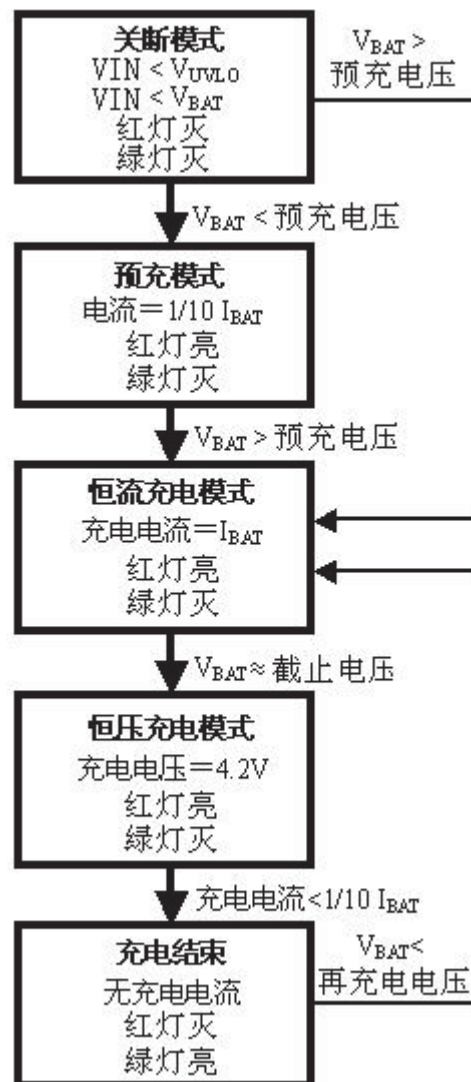 关断模式
VIN < VUVLO
VIN < VBAT
红灯灭
绿灯灭
VBAT >
预充电压
VBAT < 预充电压
预充模式
电流=1/10 IBAT
红灯亮
绿灯灭
VBAT > 预充电压
恒流充电模式
充电电流=IBAT
红灯亮
绿灯灭
VBAT≈截止电压
恒压充电模式
充电电压=4.2V
红灯亮
绿灯灭
充电电流<1/10 IBAT
充电结束
无充电电流
红灯灭
绿灯亮
VBAT<
再充电电压